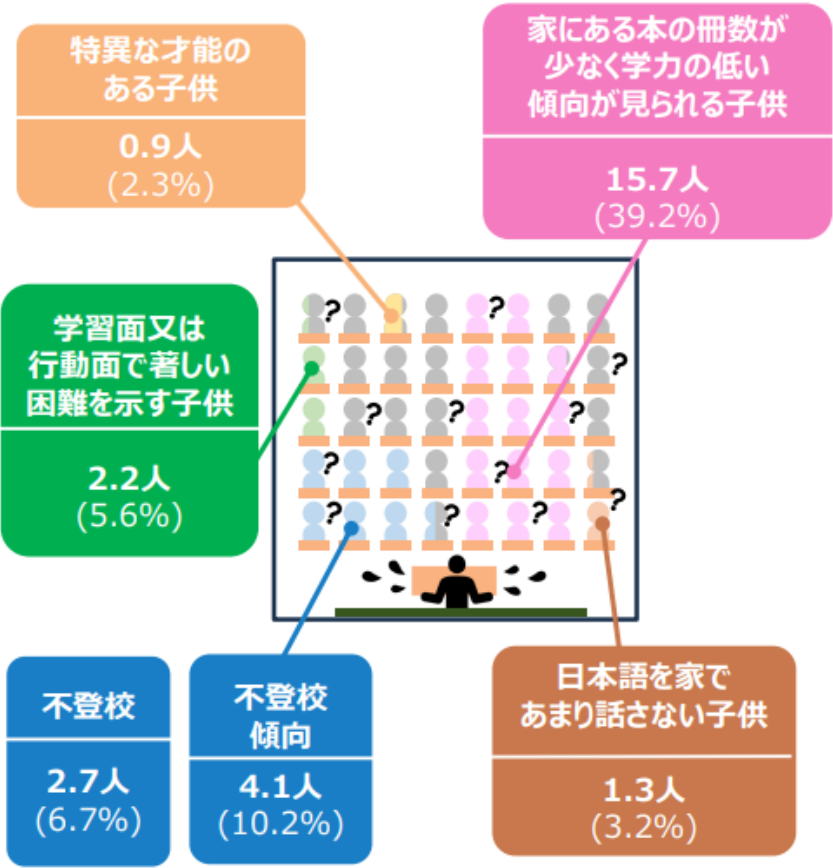 特異な才能の
ある子供
0.9人
(2.3%)
家にある本の冊数が
少なく学力の低い
傾向が見られる子供
15.7人
(39.2%)
学習面又は
行動面で著しい
困難を示す子供
2.2人
(5.6%)
?
?
?
?
?
?
?
?
?
?
?
?
不登校
2.7人
(6.7%)
不登校
傾向
4.1人
(10.2%)
日本語を家で
あまり話さない子供
1.3人
(3.2%)